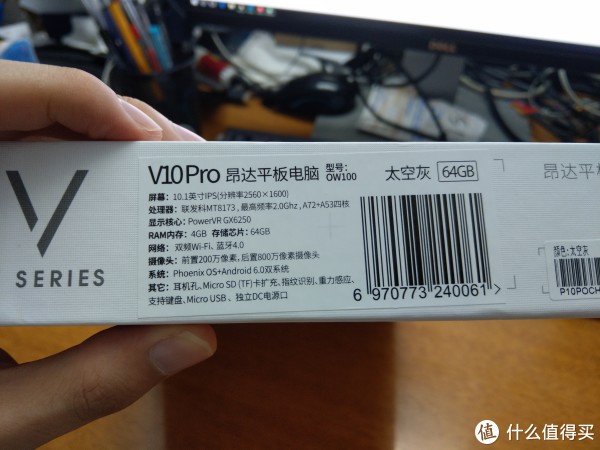 DELL
V
SERIES
V10Pro 昂达平板电脑 型号: OW100
太空灰 64GB
屏幕：10.1英寸IPS(分辨率2560×1600)
处理器：联发科MT8173，最高频率2.0Ghz，A72+A53四核
显示核心：PowerVR GX6250
RAM内存：4GB 存储芯片：64GB
网络：双频Wi-Fi、蓝牙4.0
摄像头：前置200万像素，后置800万像素摄像头
系统：Phoenix OS+Android 6.0双系统
其它：耳机孔、Micro SD (TF)卡扩充、指纹识别、重力感应、
支持键盘、Micro USB、独立DC电源口
6 970773 240061
昂达平
颜色：太空灰
P10POCH
值 什么值得买